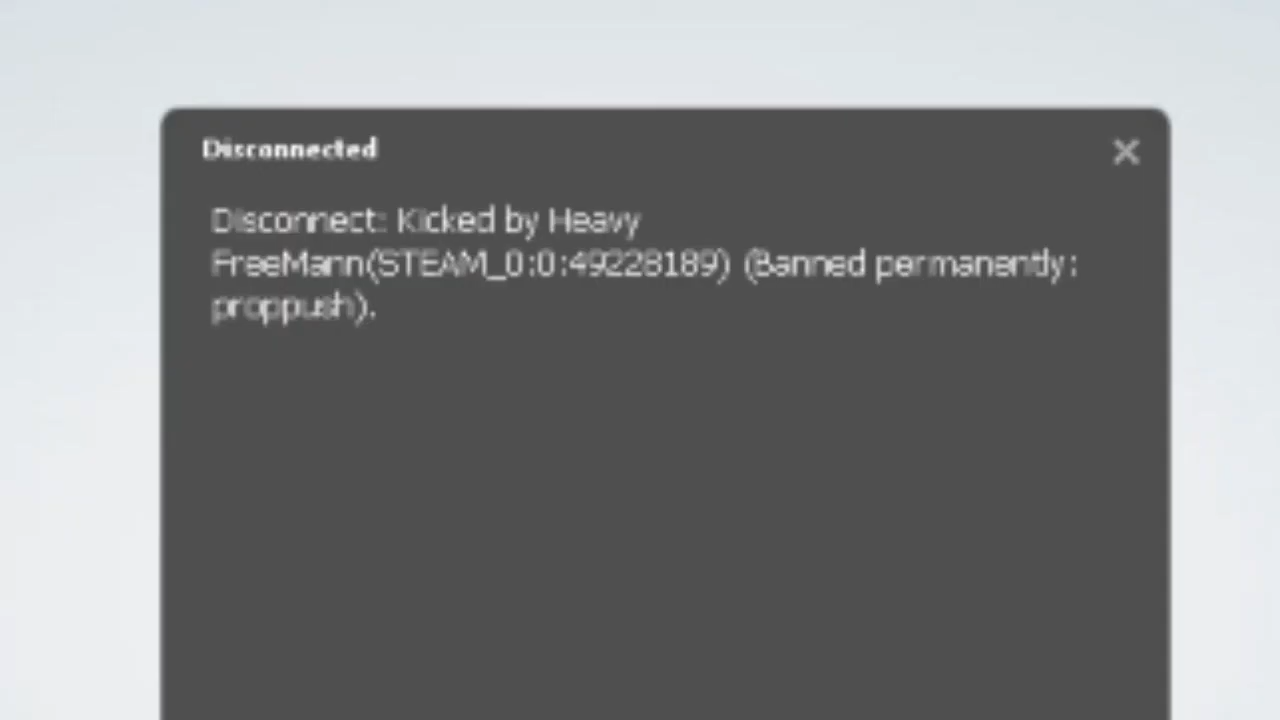 Disconnected
Disconnect: Kicked by Heavy
FreeMann(STEAM_0:0:49228189) (Banned permanently:
proppush).